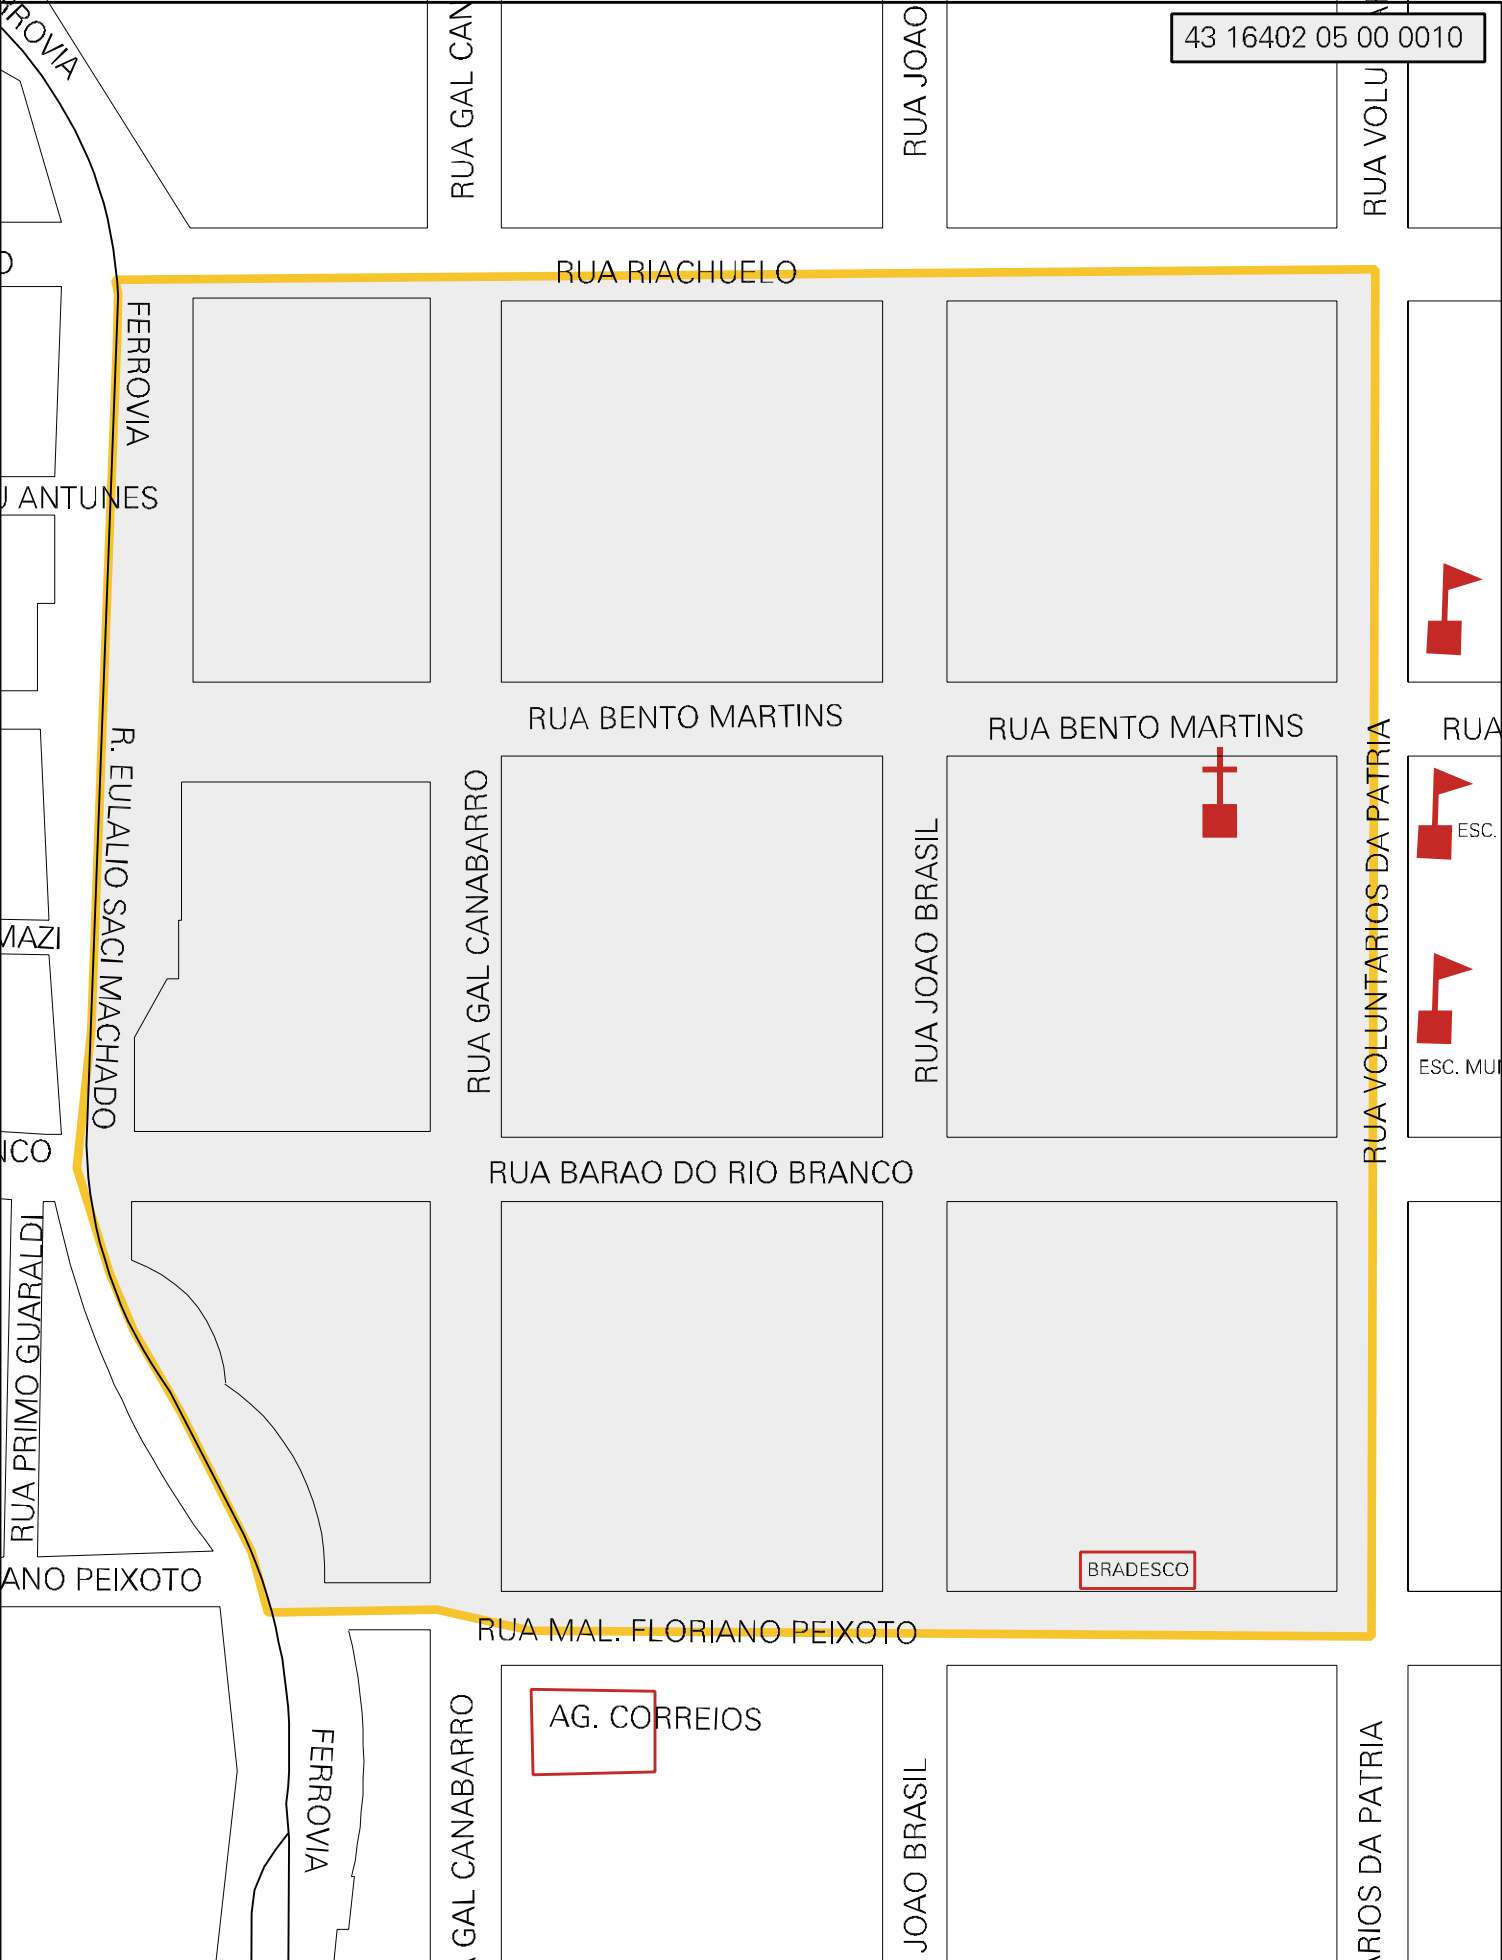 43 16402 05 00 0010
RUA GAL CAN
RUA JOAO
RUA VOLU
ROVIA
RUA RIACHUELO
FERROVIA
ANTUNES
RUA BENTO MARTINS
RUA BENTO MARTINS
RUA
R. EULALIO SACI MACHADO
RUA GAL CANABARRO
RUA JOAO BRASIL
RUA VOLUNTARIOS DA PATRIA
ESC.
MAZI
ESC. MUI
NCO
RUA BARAO DO RIO BRANCO
RUA PRIMO GUARALDI
ANO PEIXOTO
BRADESCO
RUA MAL. FLORIANO PEIXOTO
AG. CORREIOS
FERROVIA
GAL CANABARRO
JOAO BRASIL
RIOS DA PATRIA